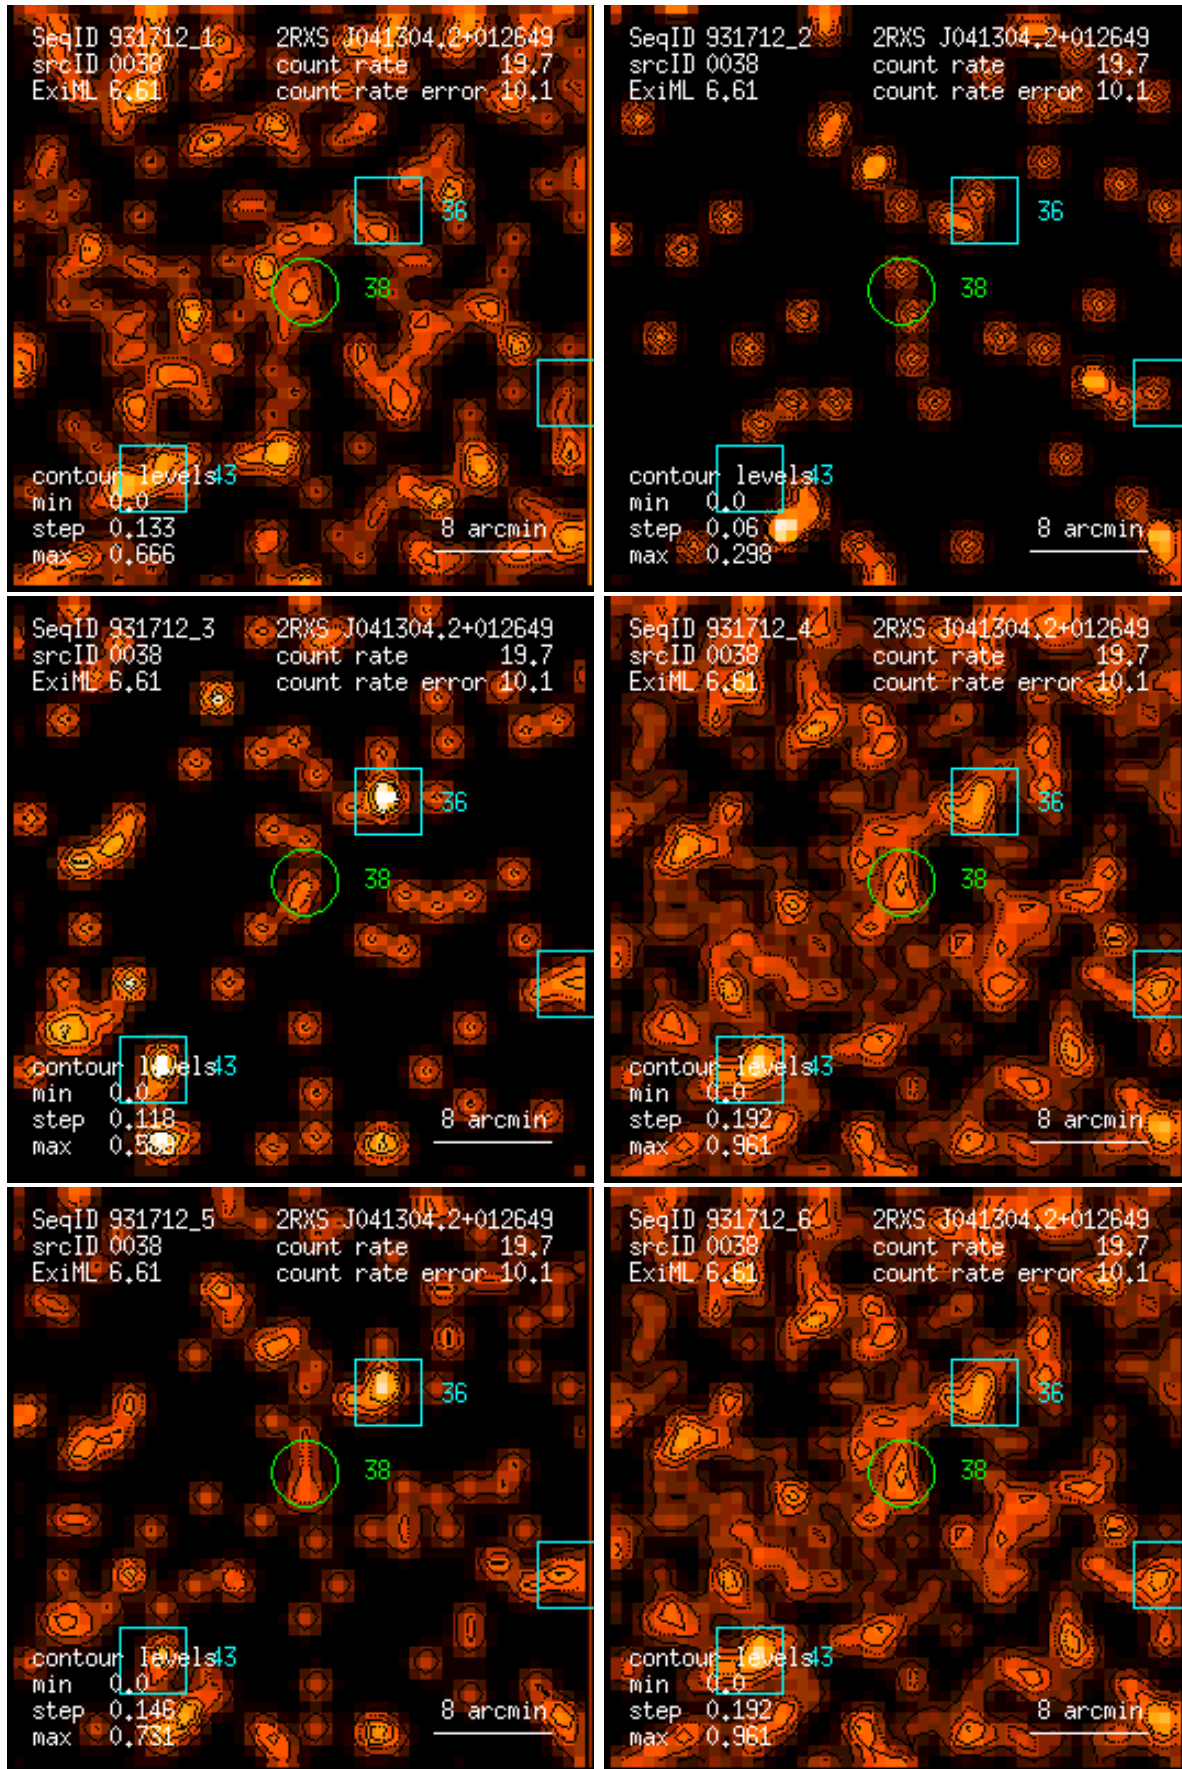 SeqID 931712_1 2RXS J041304.2+012649
srcID 0038 count rate 19.7
ExiML 6.61 count rate error 10.1
36
38
contour levels 43
min 0.0
step 0.133 8 arcmin
max 0.666
SeqID 931712_2 2RXS J041304.2+012649
srcID 0038 count rate 19.7
ExiML 6.61 count rate error 10.1
36
38
contour levels 43
min 0.0
step 0.06 8 arcmin
max 0.298
SeqID 931712_3 2RXS J041304.2+012649
srcID 0038 count rate 19.7
ExiML 6.61 count rate error 10.1
36
38
contour levels 43
min 0.0
step 0.118 8 arcmin
max
SeqID 931712_4 2RXS J041304.2+012649
srcID 0038 count rate 19.7
ExiML 6.61 count rate error 10.1
36
38
contour levels 43
min 0.0
step 0.192 8 arcmin
max 0.961
SeqID 931712_5 2RXS J041304.2+012649
srcID 0038 count rate 19.7
ExiML 6.61 count rate error 10.1
36
38
contour levels 43
min 0.0
step 0.146 8 arcmin
max 0.731
SeqID 931712_6 2RXS J041304.2+012649
srcID 0038 count rate 19.7
ExiML 6.61 count rate error 10.1
36
38
contour levels 43
min 0.0
step 0.192 8 arcmin
max 0.961